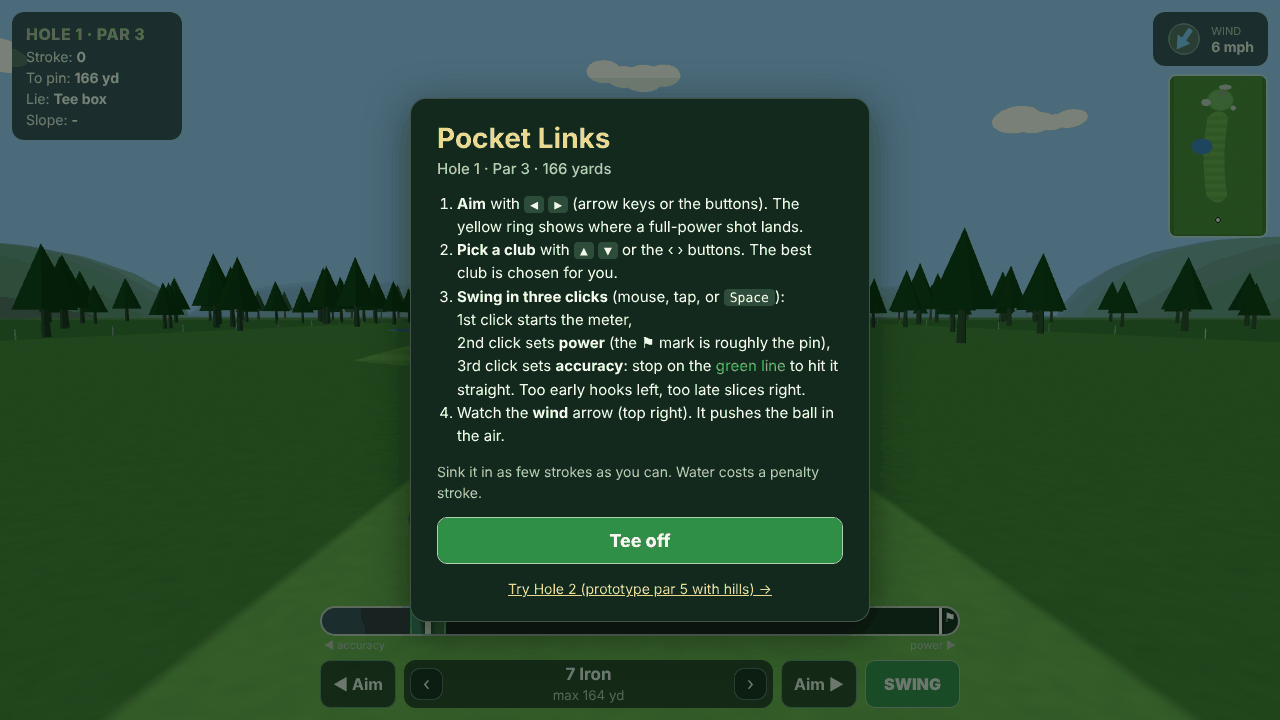 HOLE 1 · PAR 3
Stroke: 0
To pin: 166 yd
Lie: Tee box
Slope: -
WIND
6 mph
Pocket Links
Hole 1 · Par 3 · 166 yards
1. Aim with ◀ ▶ (arrow keys or the buttons). The
yellow ring shows where a full-power shot lands.
2. Pick a club with ▲ ▼ or the ‹ › buttons. The best
club is chosen for you.
3. Swing in three clicks (mouse, tap, or Space):
1st click starts the meter,
2nd click sets power (the ⚑ mark is roughly the pin),
3rd click sets accuracy: stop on the green line to hit it
straight. Too early hooks left, too late slices right.
4. Watch the wind arrow (top right). It pushes the ball in
the air.
Sink it in as few strokes as you can. Water costs a penalty
stroke.
Tee off
Try Hole 2 (prototype par 5 with hills) →
⚑
◀ accuracy
power ▶
◀ Aim
‹
7 Iron
max 164 yd
›
Aim ▶
SWING